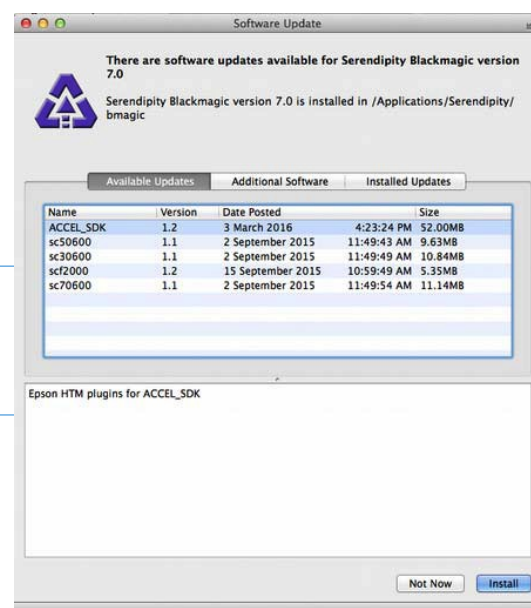 Software Update
There are software updates available for Serendipity Blackmagic version
7.0
Serendipity Blackmagic version 7.0 is installed in /Applications/Serendipity/
bmagic
Available Updates Additional Software Installed Updates
Name Version Date Posted Size
ACCEL_SDK 1.2 3 March 2016 4:23:24 PM 52.00MB
sc50600 1.1 2 September 2015 11:49:43 AM 9.63MB
sc30600 1.1 2 September 2015 11:49:49 AM 10.84MB
scf2000 1.2 15 September 2015 10:59:49 AM 5.35MB
sc70600 1.1 2 September 2015 11:49:54 AM 11.14MB
Epson HTM plugins for ACCEL_SDK
Not Now Install